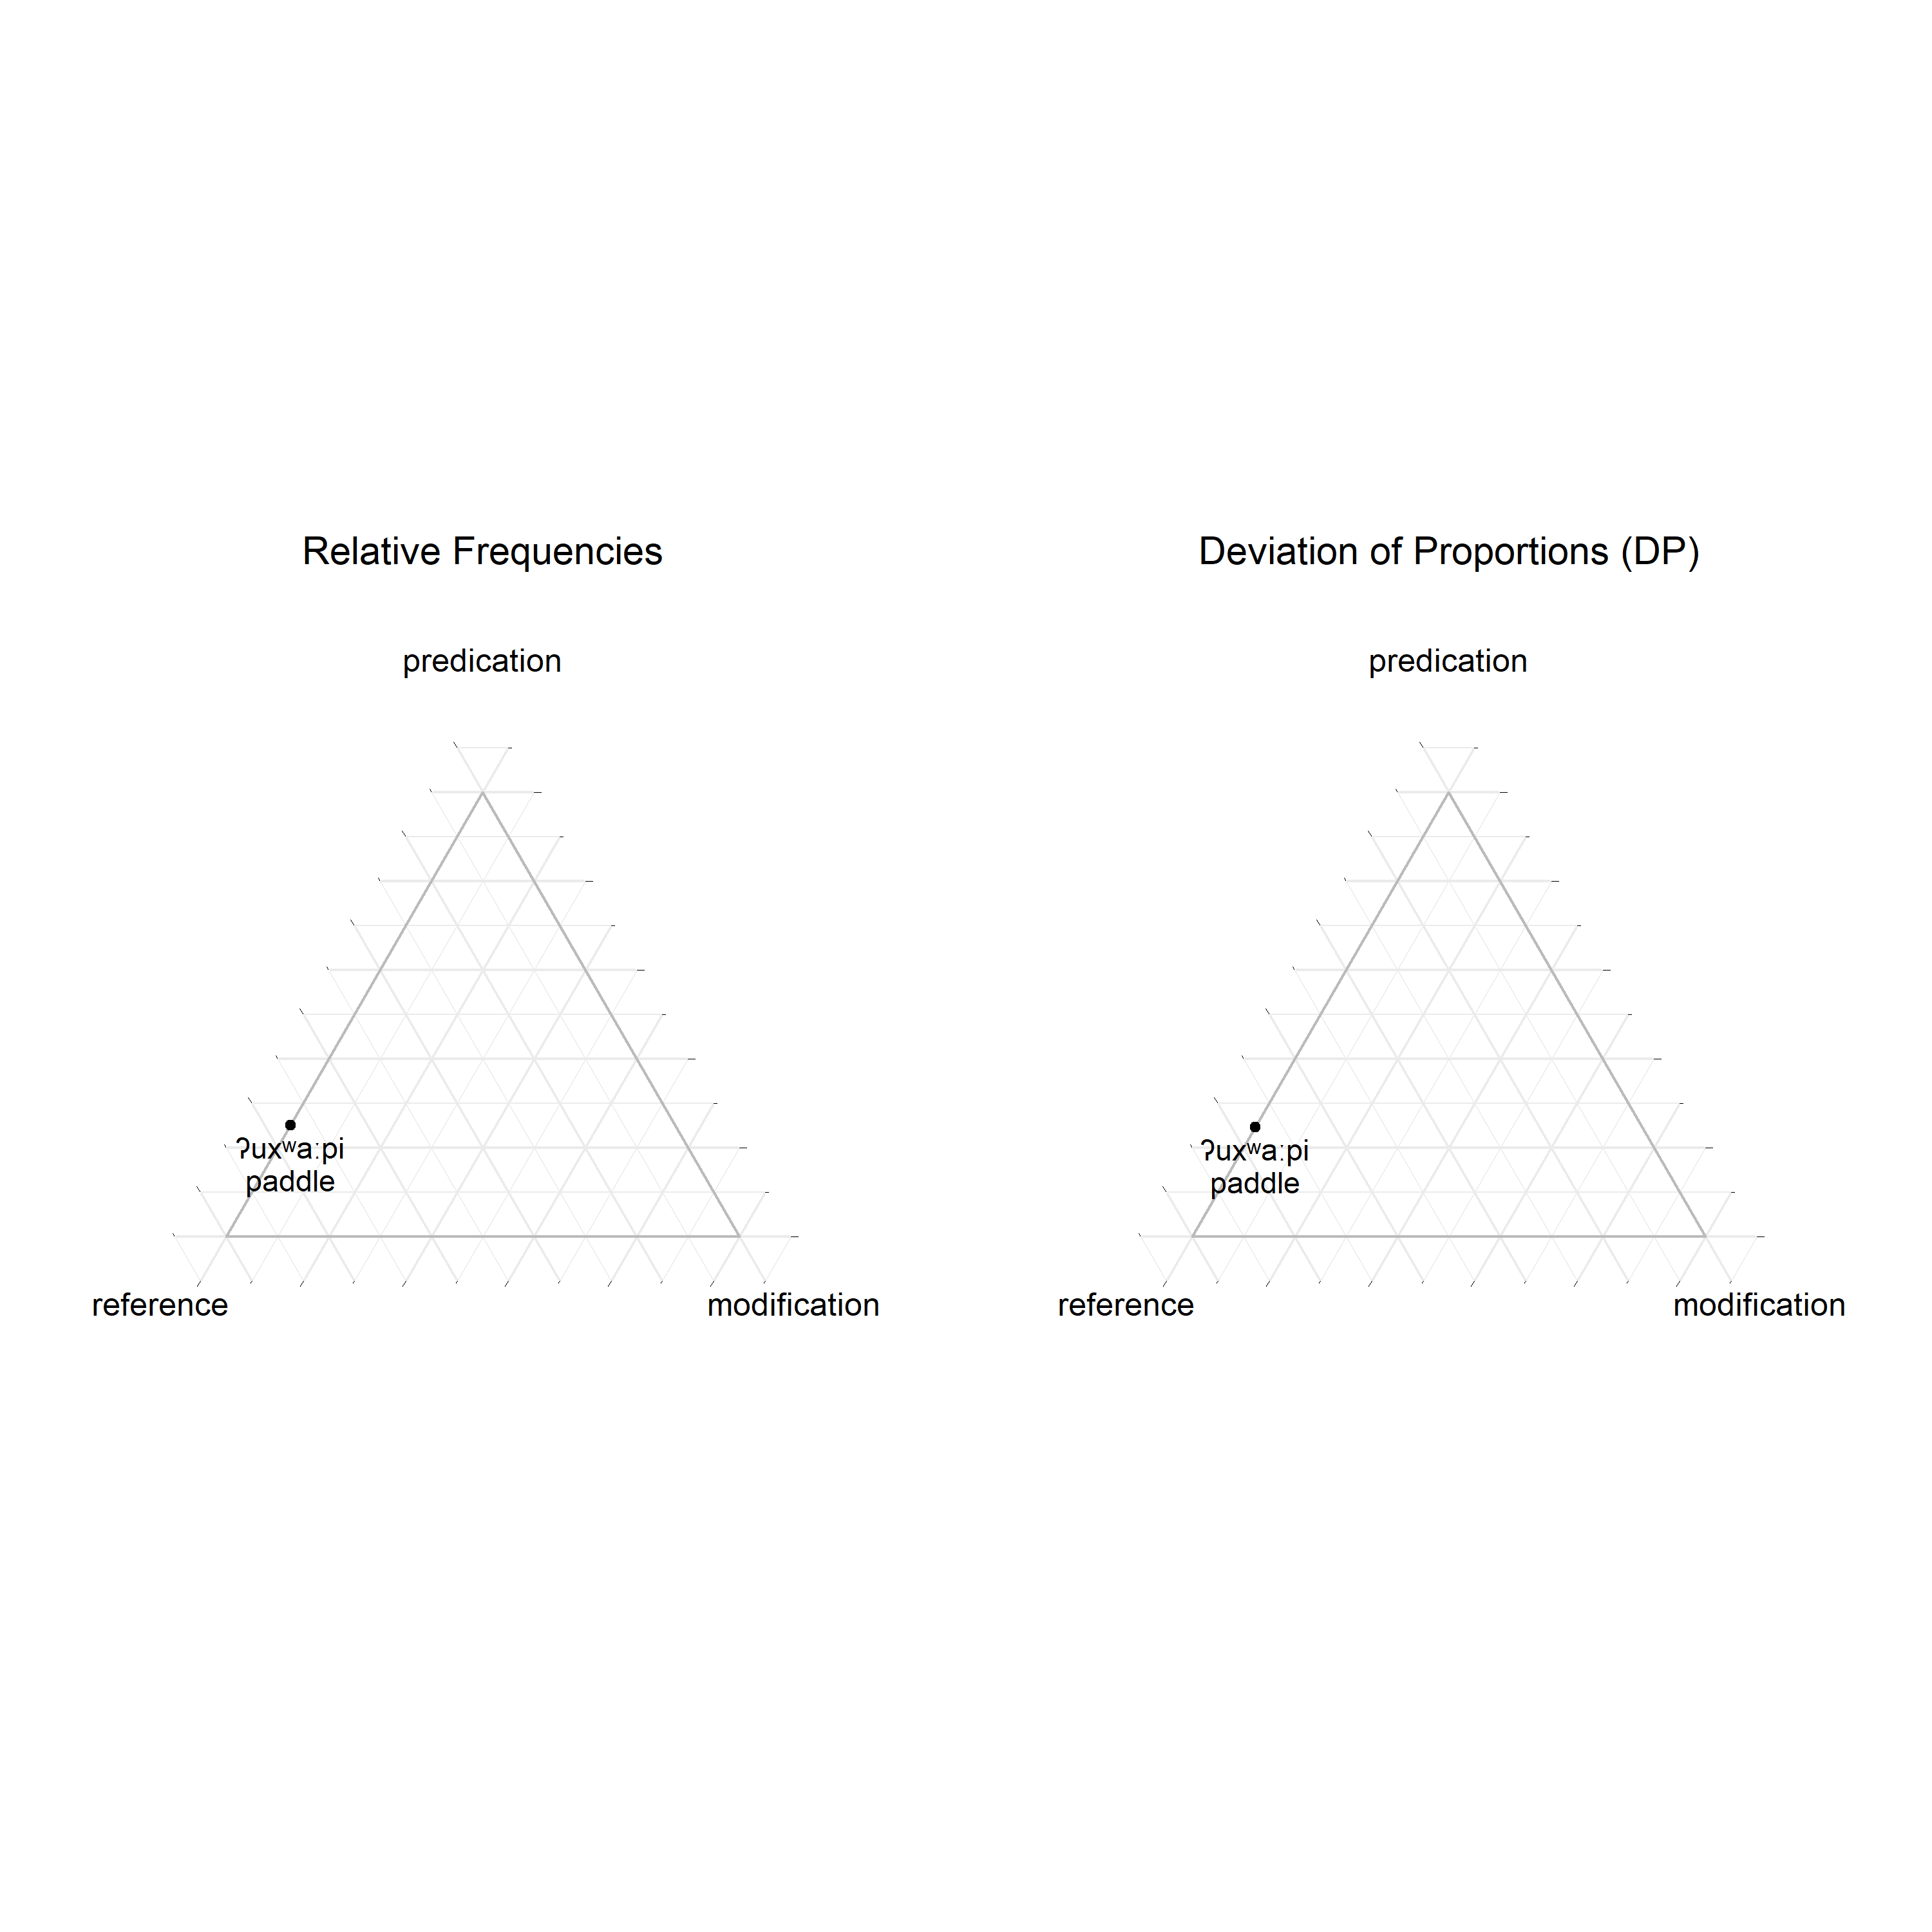 Relative Frequencies
predication
ʔuxʷaːpi
paddle
reference
modification
Deviation of Proportions (DP)
predication
ʔuxʷaːpi
paddle
reference
modification